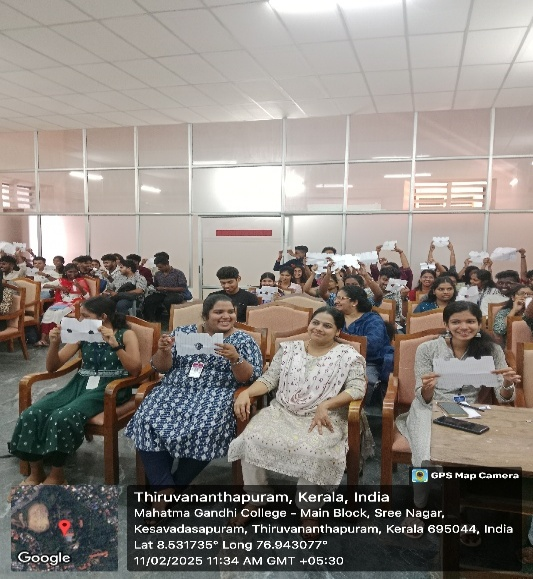 GPS Map Camera
Thiruvananthapuram, Kerala, India
Mahatma Gandhi College - Main Block, Sree Nagar,
Kesavadasapuram, Thiruvananthapuram, Kerala 695044, India
Lat 8.531735° Long 76.943077°
11/02/2025 11:34 AM GMT +05:30
Google